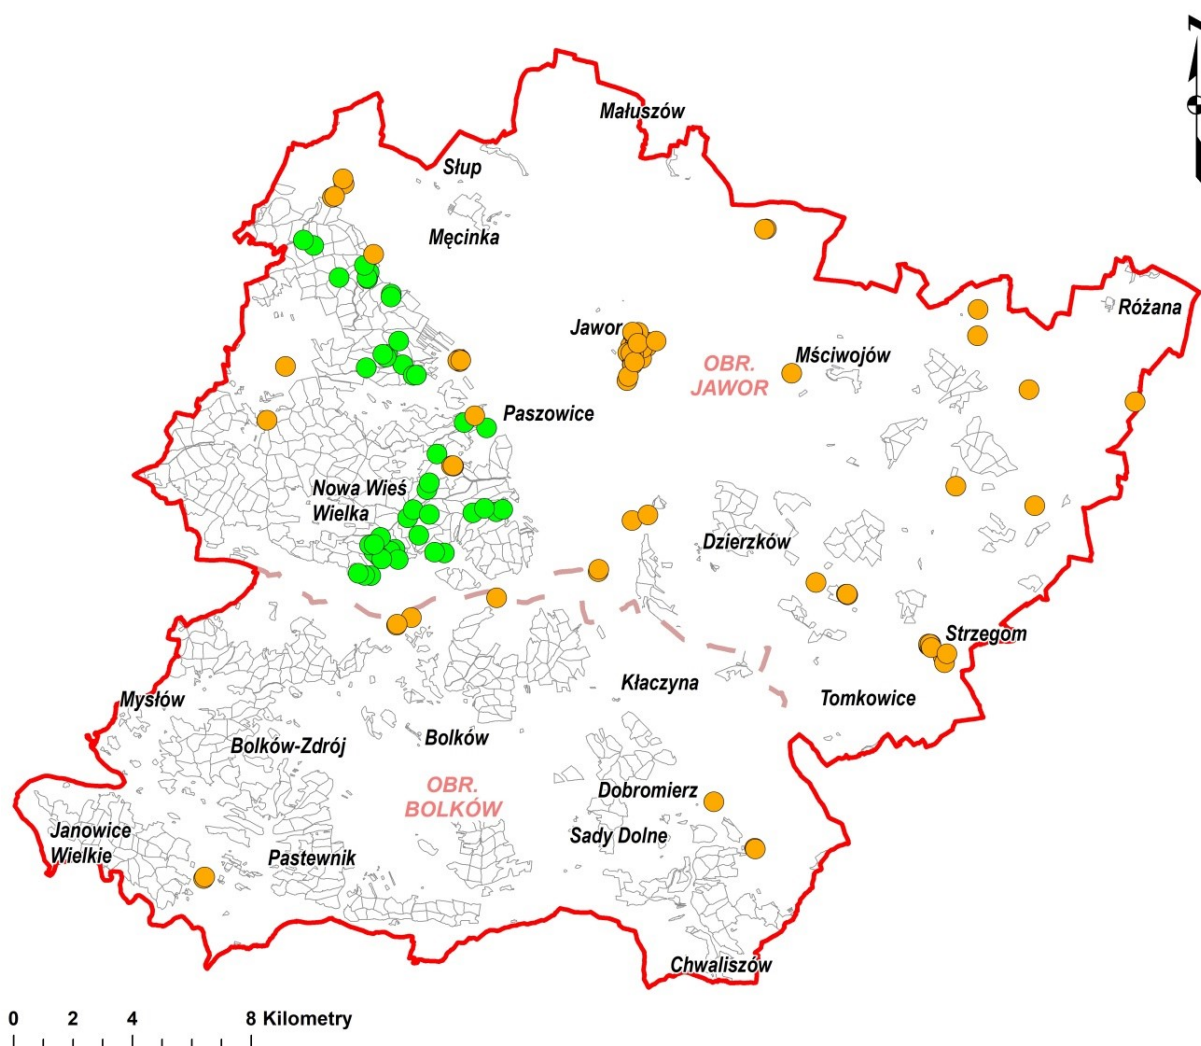 N
Małuszów
Słup
Męcinka
Różana
Jawor
Mściwojów
OBR.
JAWOR
Paszowice
Nowa Wieś
Wielka
Dzierzków
Strzegom
Kłaczyna
Tomkowice
Mysłów
Bolków
Bolków-Zdrój
OBR.
BOLKÓW
Dobromierz
Janowice
Wielkie
Sady Dolne
Pastewnik
Chwaliszów
0 2 4 8 Kilometry